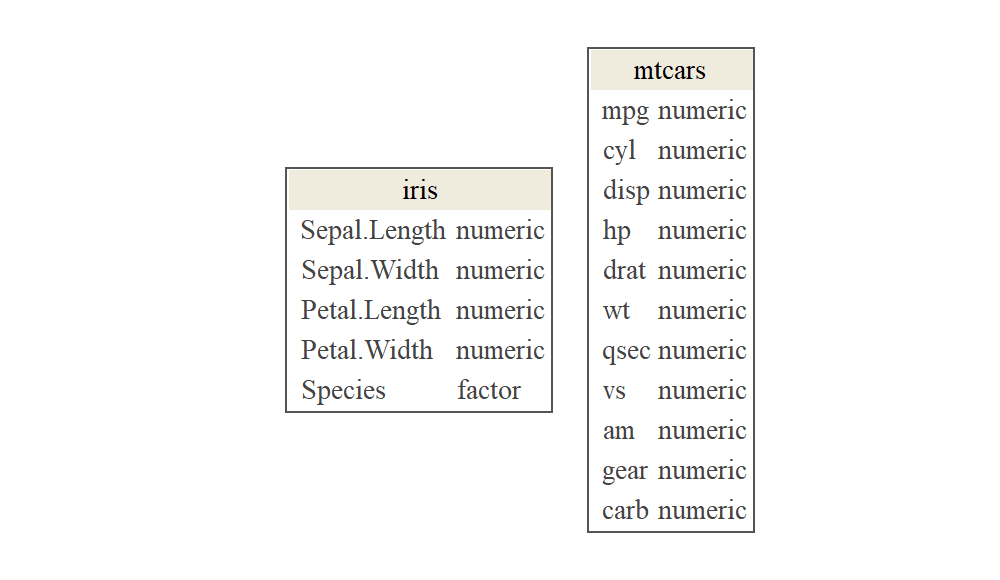 iris
Sepal.Length numeric
Sepal.Width numeric
Petal.Length numeric
Petal.Width numeric
Species factor
mtcars
mpg numeric
cyl numeric
disp numeric
hp numeric
drat numeric
wt numeric
qsec numeric
vs numeric
am numeric
gear numeric
carb numeric